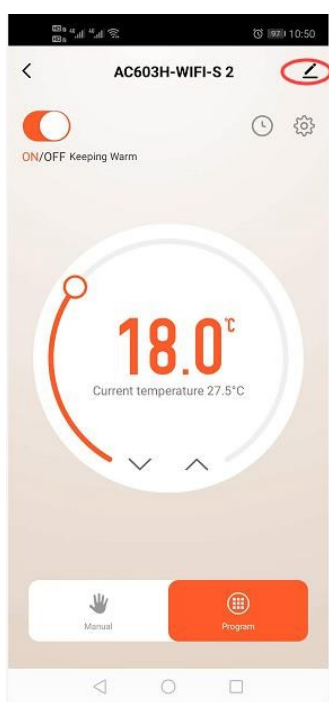 10:50
AC603H-WIFI-S 2
ON/OFF Keeping Warm
18.0℃
Current temperature 27.5°C
Manual
Program